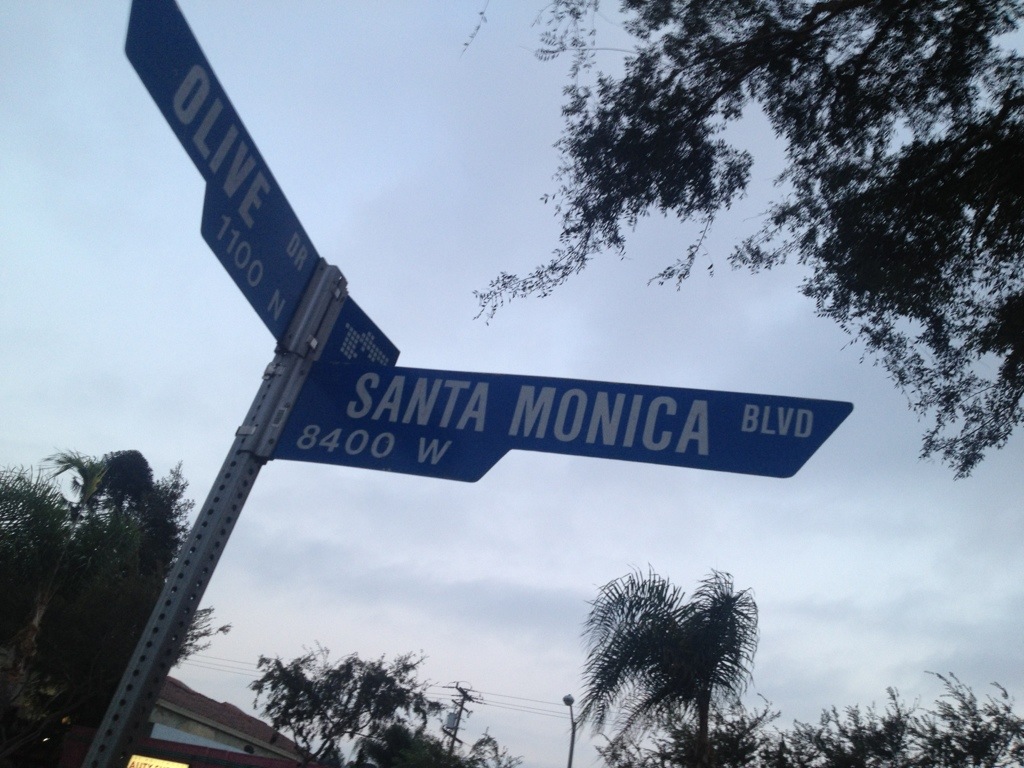 OLIVE DR
1100 N
SANTA MONICA BLVD
8400 W